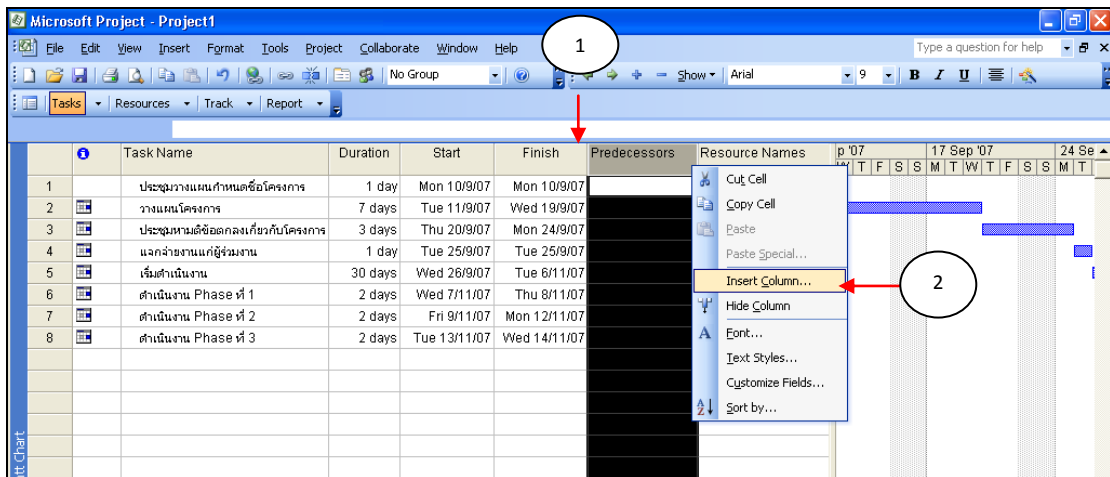 Microsoft Project - Project1
File Edit View Insert Format Tools Project Collaborate Window Help
1
Type a question for help
No Group
Show
Arial
9
B I U
Tasks Resources Track Report
Task Name Duration Start Finish Predecessors Resource Names
p '07 17 Sep '07 24 Se
W T F S S M T W T F S S M T
1 ประชุมวางแผนกำหนดชื่อโครงการ 1 day Mon 10/9/07 Mon 10/9/07
2 วางแผนโครงการ 7 days Tue 11/9/07 Wed 19/9/07
3 ประชุมหามติข้อตกลงเกี่ยวกับโครงการ 3 days Thu 20/9/07 Mon 24/9/07
4 แจกจ่ายงานแก่ผู้ร่วมงาน 1 day Tue 25/9/07 Tue 25/9/07
5 เริ่มดำเนินงาน 30 days Wed 26/9/07 Tue 6/11/07
6 ดำเนินงาน Phase ที่ 1 2 days Wed 7/11/07 Thu 8/11/07
7 ดำเนินงาน Phase ที่ 2 2 days Fri 9/11/07 Mon 12/11/07
8 ดำเนินงาน Phase ที่ 3 2 days Tue 13/11/07 Wed 14/11/07
Cut Cell
Copy Cell
Paste
Paste Special...
Insert Column...
Hide Column
Font...
Text Styles...
Customize Fields...
Sort by...
2
tt Chart